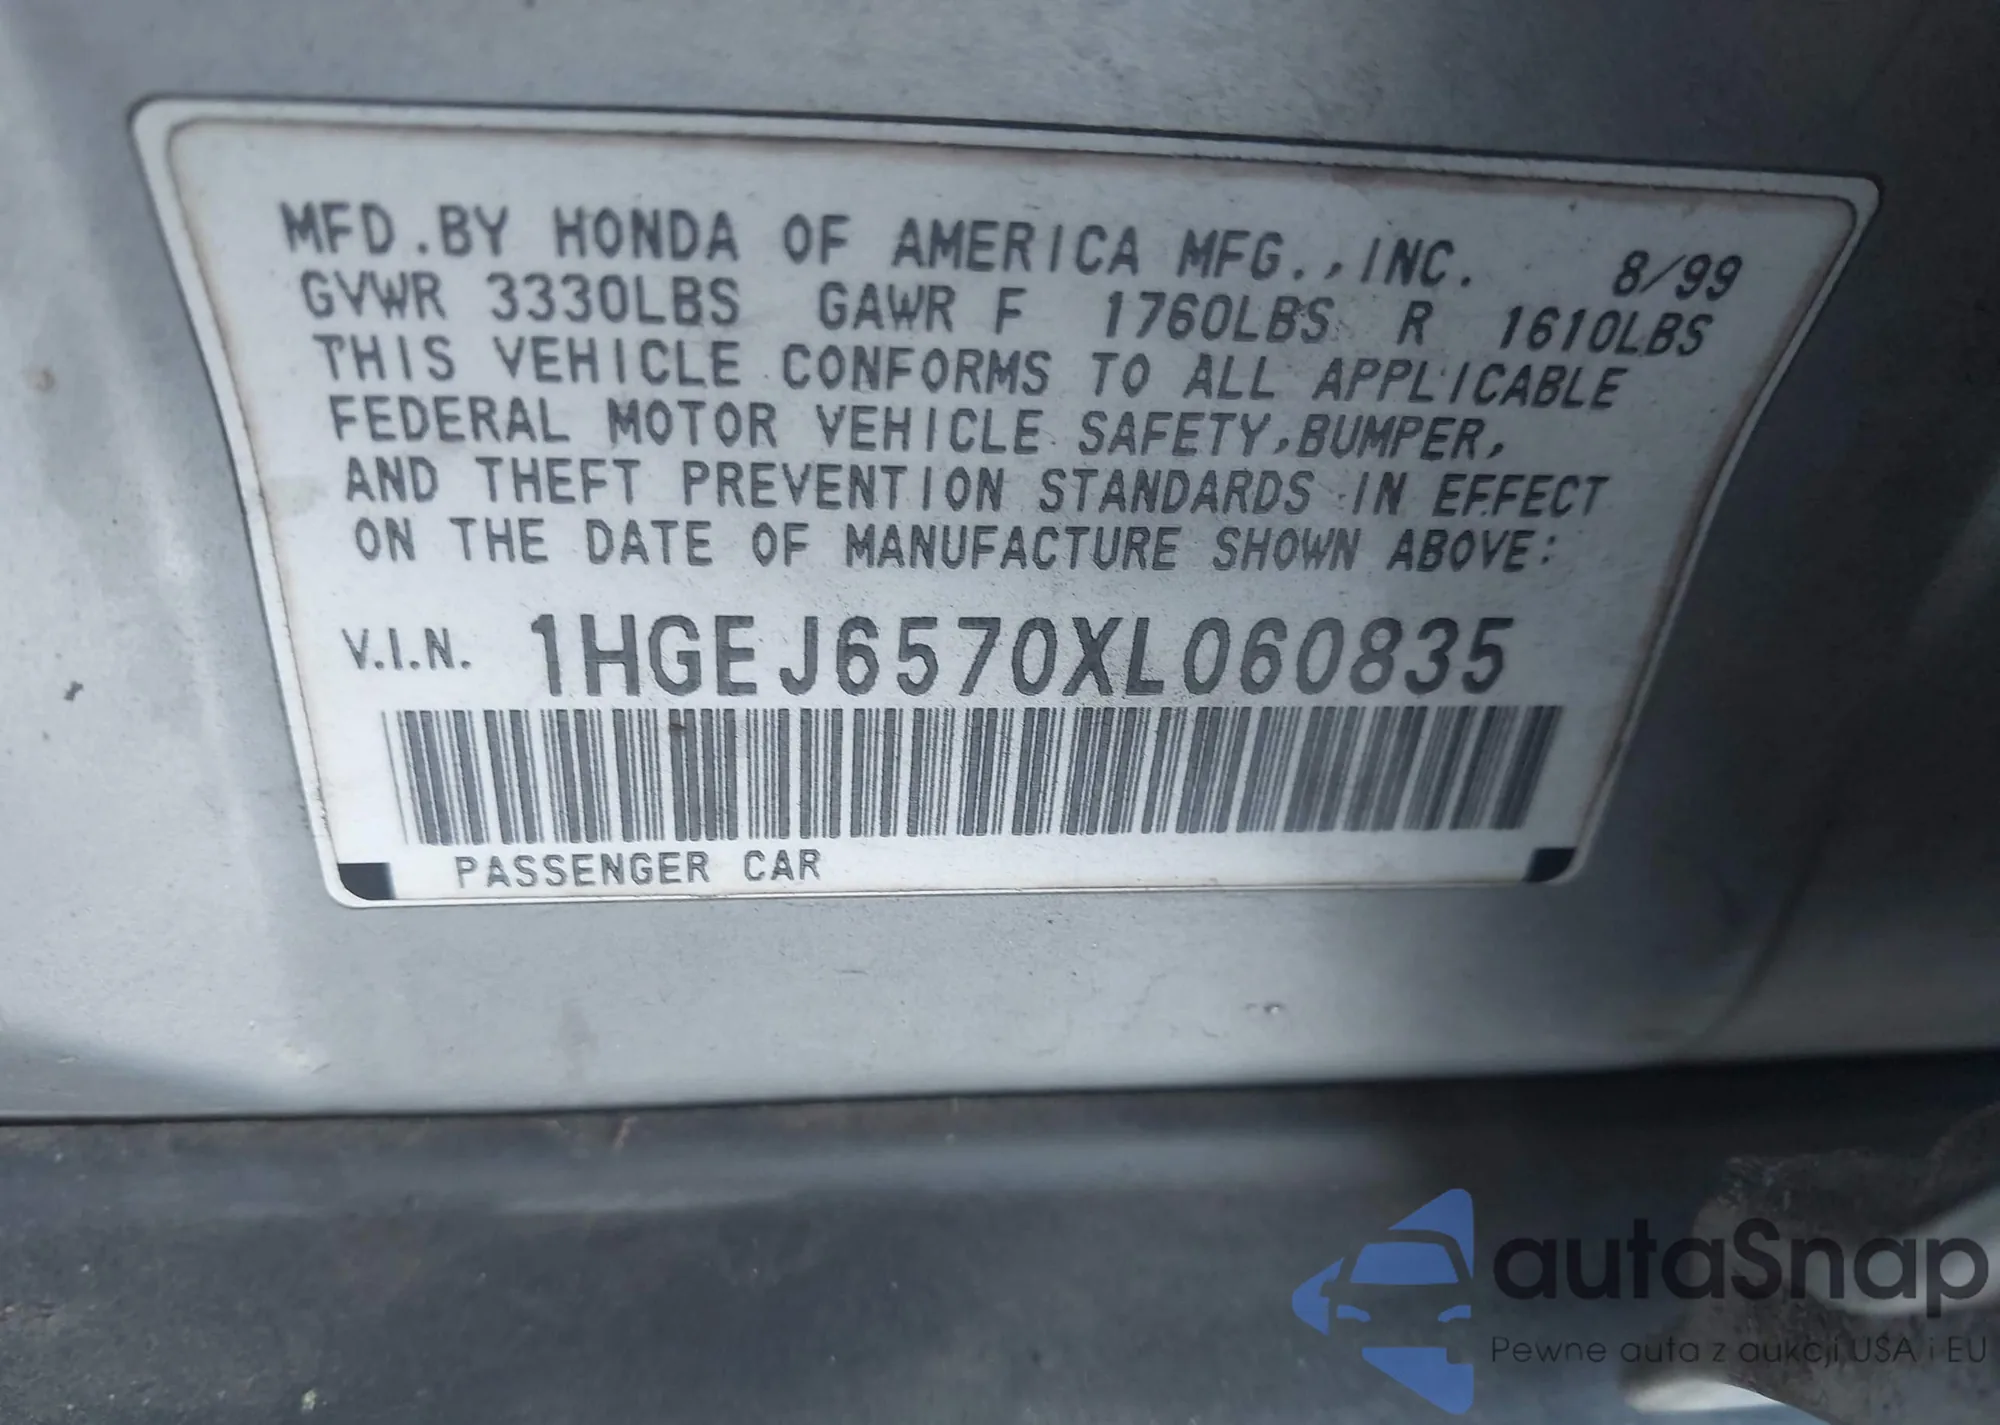 MFD.BY HONDA OF AMERICA MFG.,INC. 8/99
GVWR 3330LBS GAWR F 1760LBS R 1610LBS
THIS VEHICLE CONFORMS TO ALL APPLICABLE
FEDERAL MOTOR VEHICLE SAFETY,BUMPER,
AND THEFT PREVENTION STANDARDS IN EFFECT
ON THE DATE OF MANUFACTURE SHOWN ABOVE:
V.I.N. 1HGEJ6570XL060835
PASSENGER CAR
autaSnap
Pewne auta z aukcji USA i EU